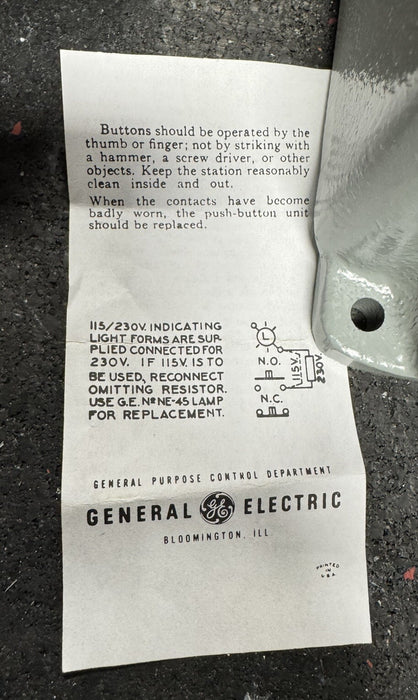 Buttons should be operated by the
thumb or finger; not by striking with
a hammer, a screw driver, or other
objects. Keep the station reasonably
clean inside and out.
When the contacts have become
badly worn, the push-button unit
should be replaced.
115/230V. INDICATING
LIGHT FORMS ARE SUP-
PLIED CONNECTED FOR
230V. IF 115V. IS TO
BE USED, RECONNECT
OMITTING RESISTOR.
USE G.E. Nº NE-45 LAMP
FOR REPLACEMENT.
L
N.O.
N.C.
115V.
230V.
GENERAL PURPOSE CONTROL DEPARTMENT
GENERAL GE ELECTRIC
BLOOMINGTON, ILL
PRINTED
IN
USA